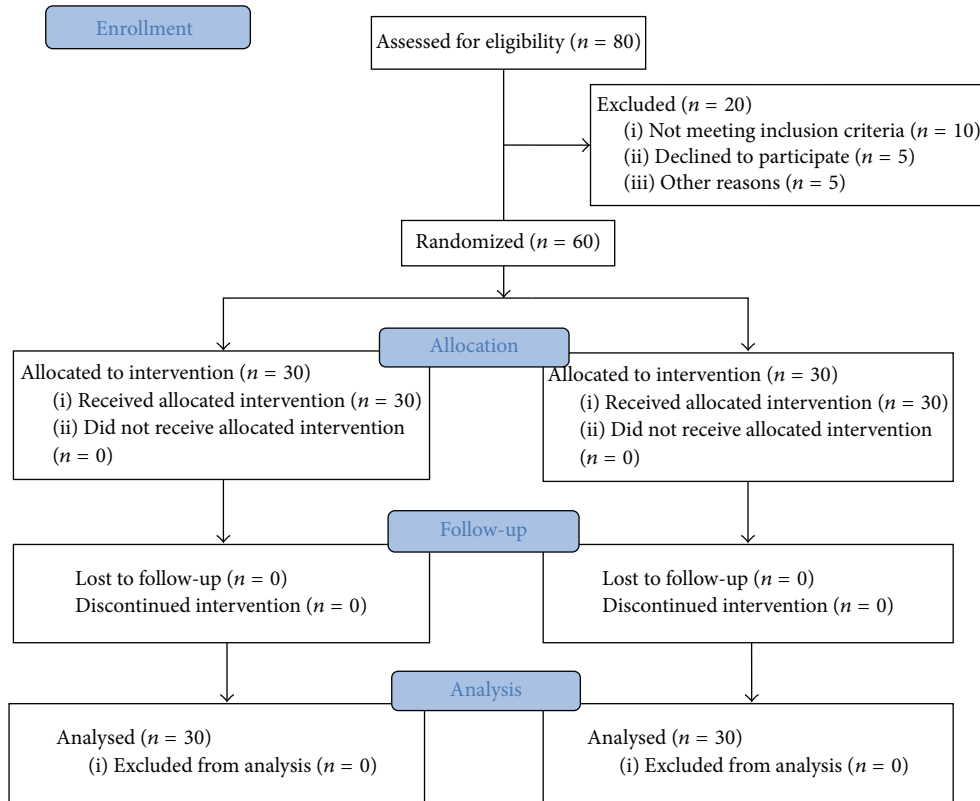 Enrollment
Assessed for eligibility (n = 80)
Excluded (n = 20)
(i) Not meeting inclusion criteria (n = 10)
(ii) Declined to participate (n = 5)
(iii) Other reasons (n = 5)
Randomized (n = 60)
Allocation
Allocated to intervention (n = 30)
(i) Received allocated intervention (n = 30)
(ii) Did not receive allocated intervention
(n = 0)
Allocated to intervention (n = 30)
(i) Received allocated intervention (n = 30)
(ii) Did not receive allocated intervention
(n = 0)
Follow-up
Lost to follow-up (n = 0)
Discontinued intervention (n = 0)
Lost to follow-up (n = 0)
Discontinued intervention (n = 0)
Analysis
Analysed (n = 30)
(i) Excluded from analysis (n = 0)
Analysed (n = 30)
(i) Excluded from analysis (n = 0)